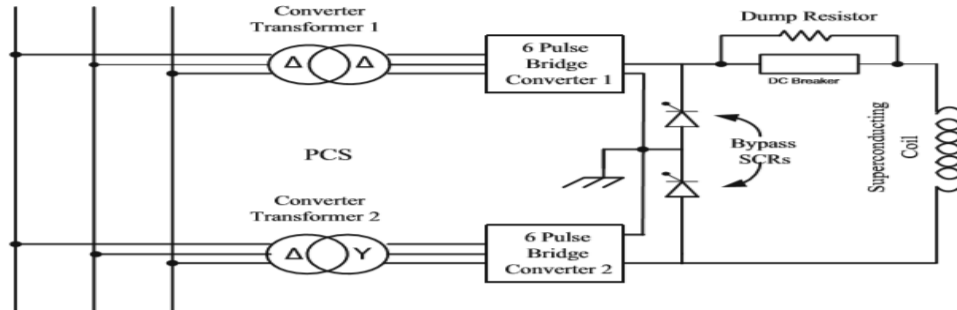 Converter
Transformer 1
Δ Δ
6 Pulse
Bridge
Converter 1
Dump Resistor
DC Breaker
Bypass
SCRs
Superconducting
Coil
PCS
Converter
Transformer 2
Δ Y
6 Pulse
Bridge
Converter 2